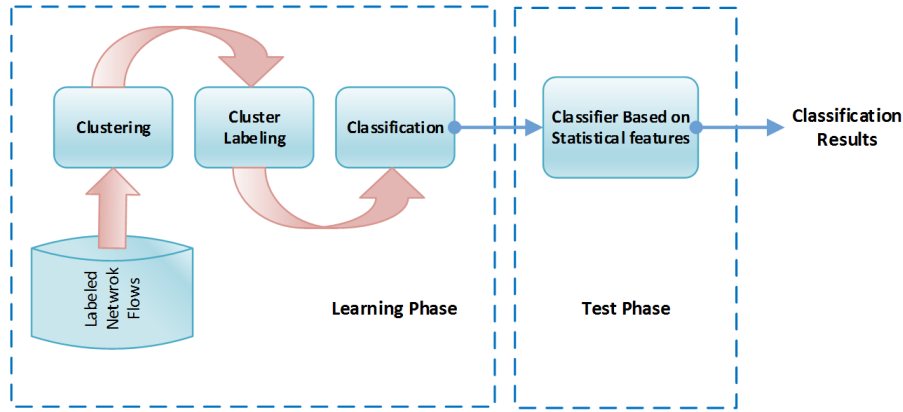 Clustering
Cluster
Labeling
Classification
Classifier Based on
Statistical features
Classification
Results
Labeled
Netwrok
Flows
Learning Phase
Test Phase